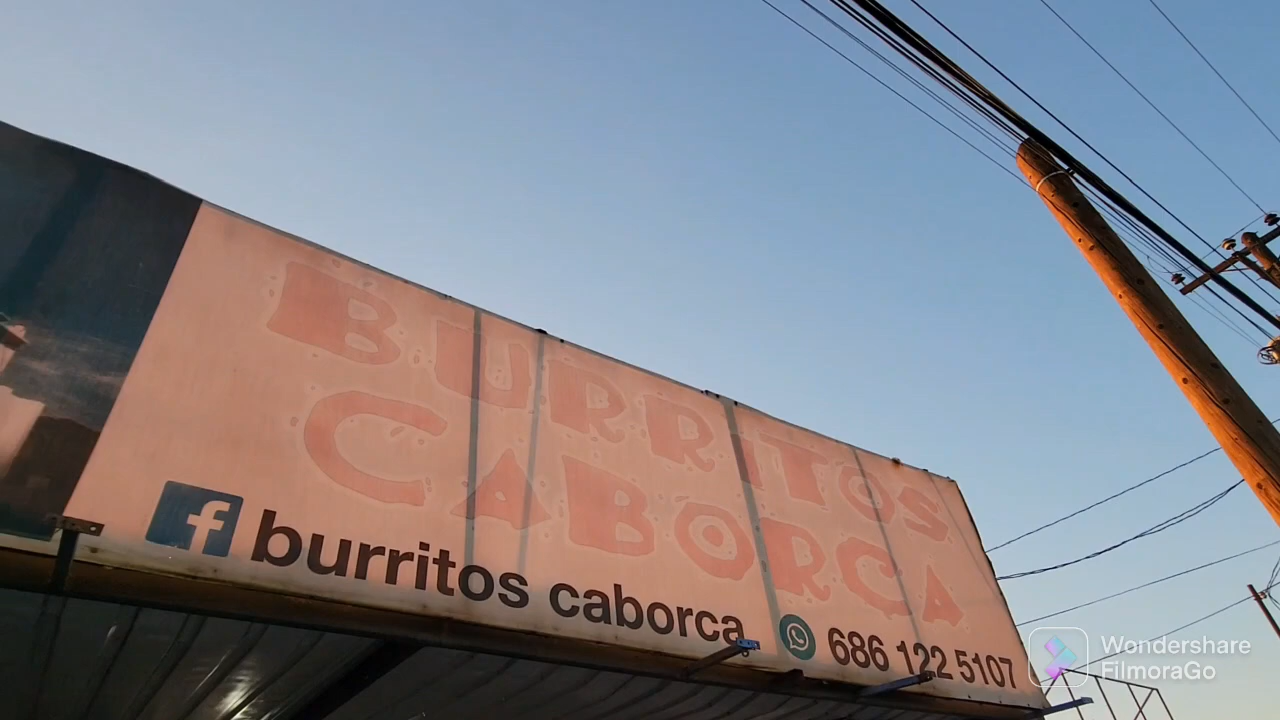 BURRITOS
CABORCA
burritos caborca
686 122 5107
Wondershare
FilmoraGo